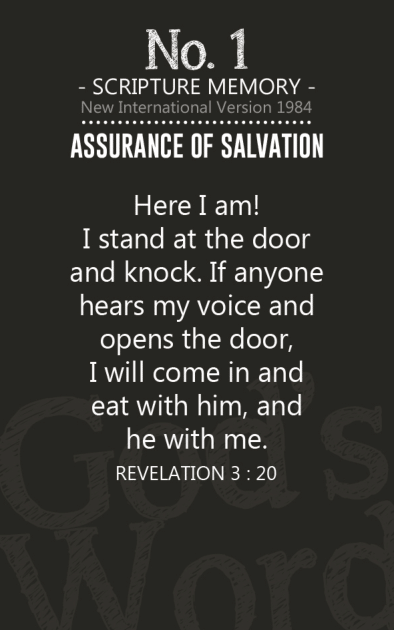 No. 1
- SCRIPTURE MEMORY -
New International Version 1984
ASSURANCE OF SALVATION
Here I am!
I stand at the door
and knock. If anyone
hears my voice and
opens the door,
I will come in and
eat with him, and
he with me.
REVELATION 3 : 20
God's
Word